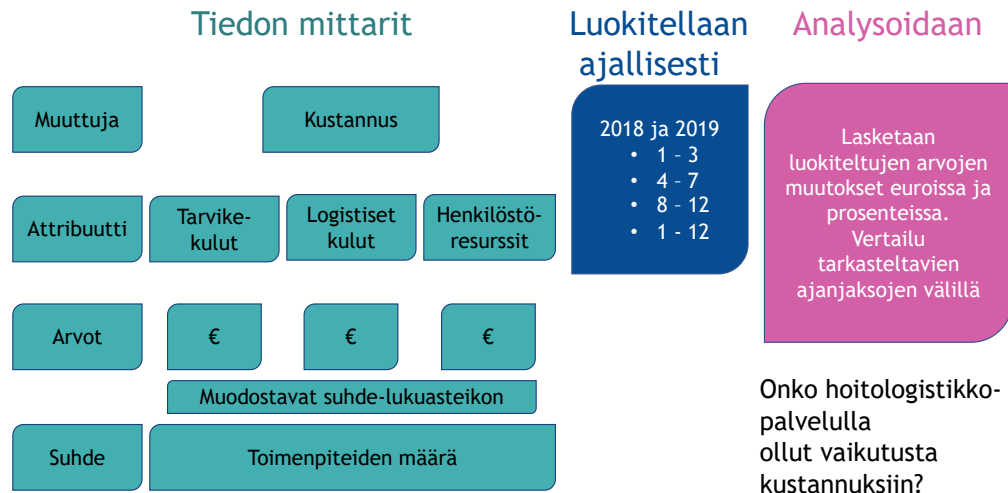 Tiedon mittarit
Luokitellaan
ajallisesti
Analysoidaan
Muuttuja
Kustannus
Attribuutti
Tarvike-
kulut
Logistiset
kulut
Henkilöstö-
resurssit
Arvot
€
€
€
Muodostavat suhde-lukuasteikon
Suhde
Toimenpiteiden määrä
2018 ja 2019
• 1 – 3
• 4 – 7
• 8 – 12
• 1 - 12
Lasketaan
luokiteltujen arvojen
muutokset euroissa ja
prosenteissa.
Vertailu
tarkasteltavien
ajanjaksojen välillä
Onko hoitologistikko-
palvelulla
ollut vaikutusta
kustannuksiin?